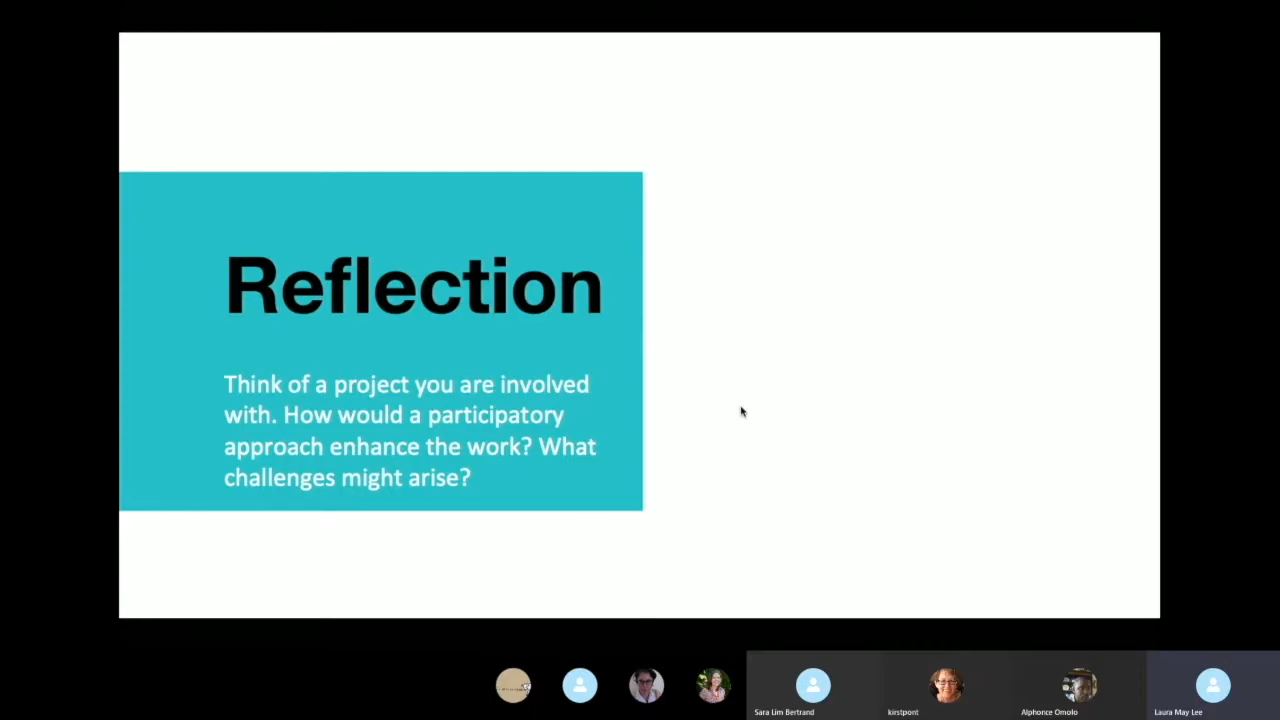 Reflection
Think of a project you are involved
with. How would a participatory
approach enhance the work? What
challenges might arise?
Sara Lim Bertrand
kirstpont
Alphonce Omolo
Laura May Lee